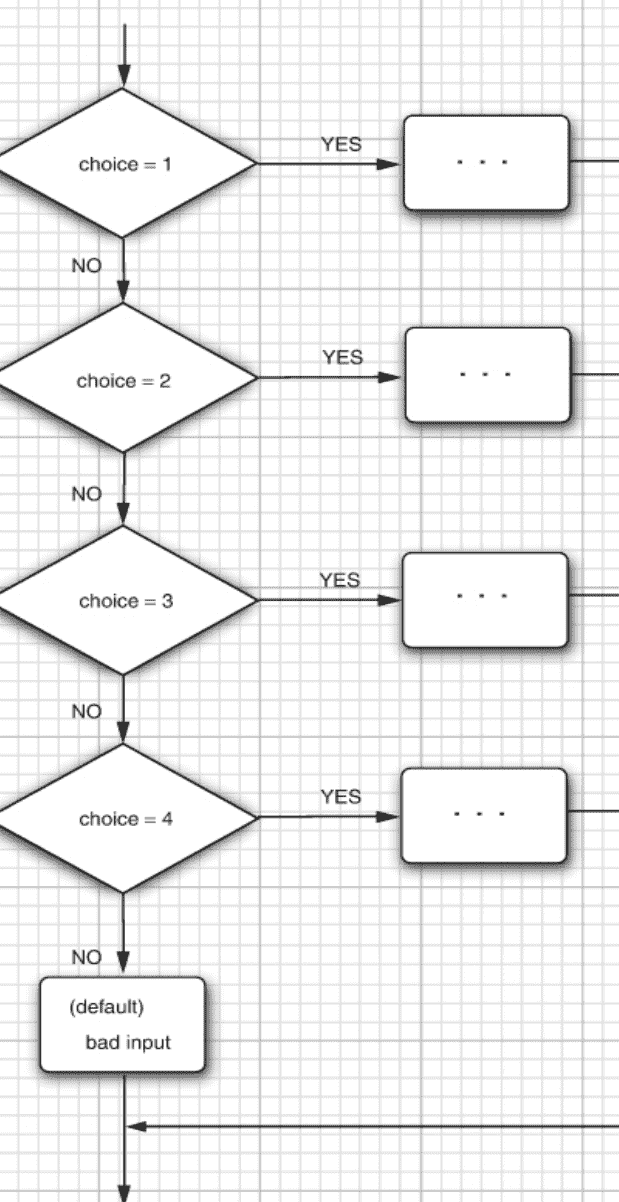 choice = 1
YES
. . .
NO
choice = 2
YES
. . .
NO
choice = 3
YES
. . .
NO
choice = 4
YES
. . .
NO
(default)
bad input